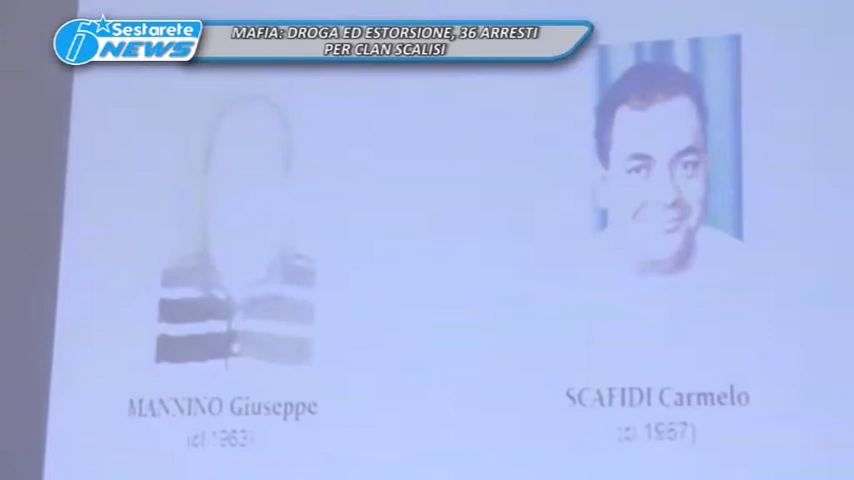 6
Sestarete
NEWS
MAFIA: DROGA ED ESTORSIONE, 36 ARRESTI
PER CLAN SCALISI
MANNINO Giuseppe
(cl 1963)
SCAFIDI Carmelo
(cl 1967)